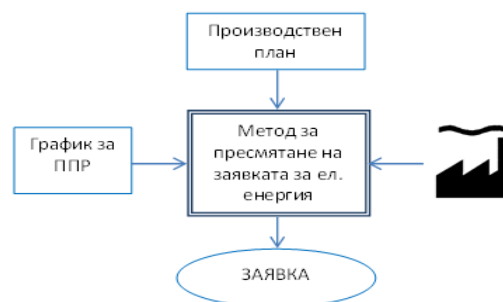 Производствен
план
График за
ППР
Метод за
пресмятане на
заявката за ел.
енергия
ЗАЯВКА